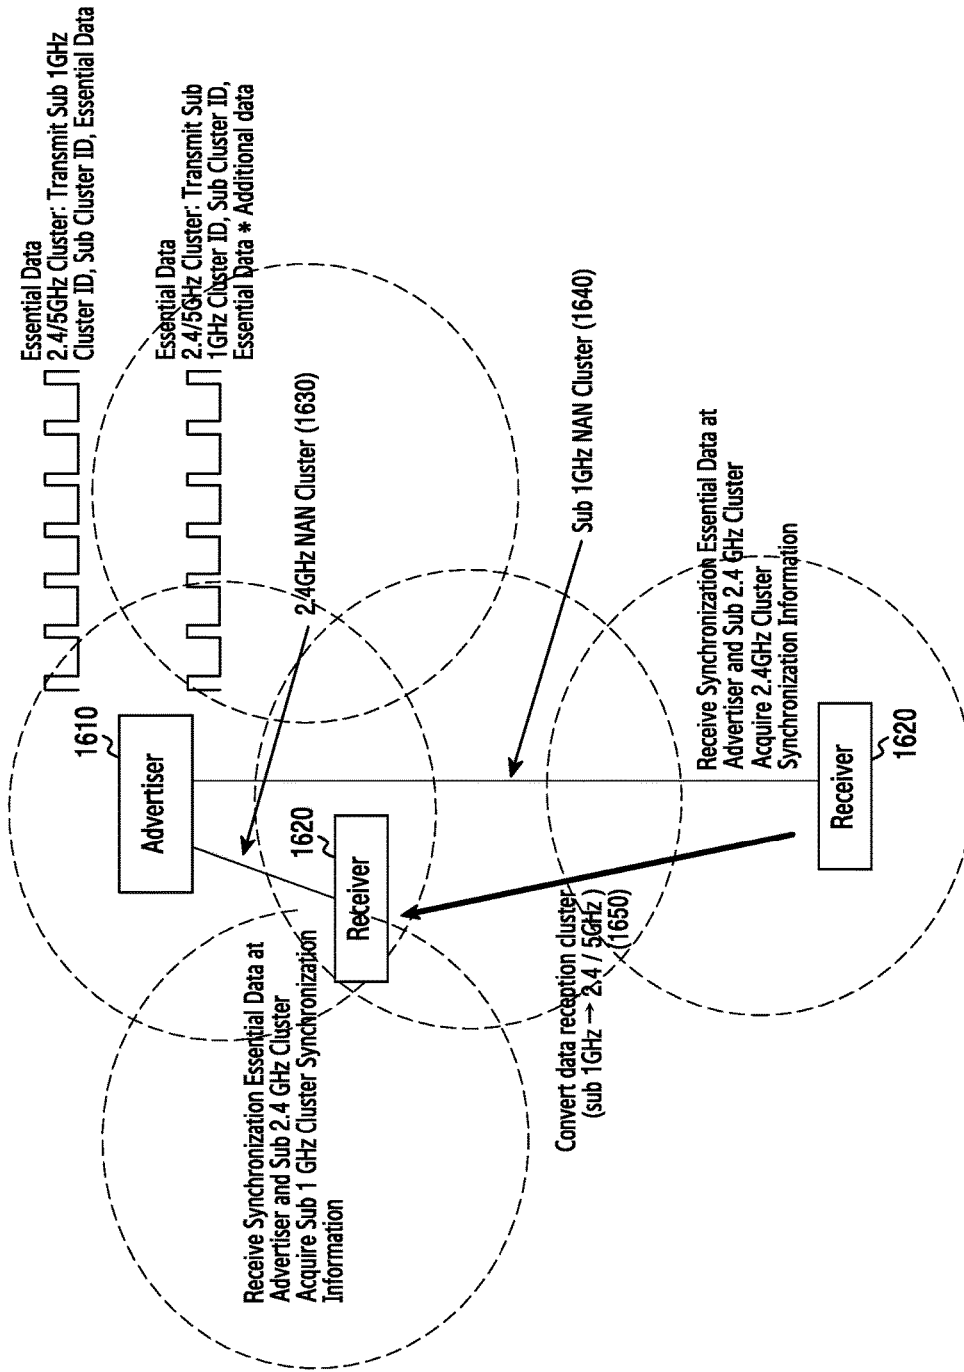 Essential Data
2.4/5GHz Cluster: Transmit Sub 1GHz
Cluster ID, Sub Cluster ID, Essential Data
Essential Data
2.4/5GHz Cluster: Transmit Sub
1GHz Cluster ID, Sub Cluster ID,
Essential Data * Additional data
1610
Advertiser
2.4GHz NAN Cluster (1630)
1620
Receiver
Receive Synchronization Essential Data at
Advertiser and Sub 2.4 GHz Cluster
Acquire Sub 1 GHz Cluster Synchronization
Information
Sub 1GHz NAN Cluster (1640)
Convert data reception cluster
(sub 1GHz → 2.4 / 5GHz )
(1650)
Receive Synchronization Essential Data at
Advertiser and Sub 2.4 GHz Cluster
Acquire 2.4GHz Cluster
Synchronization Information
Receiver
1620